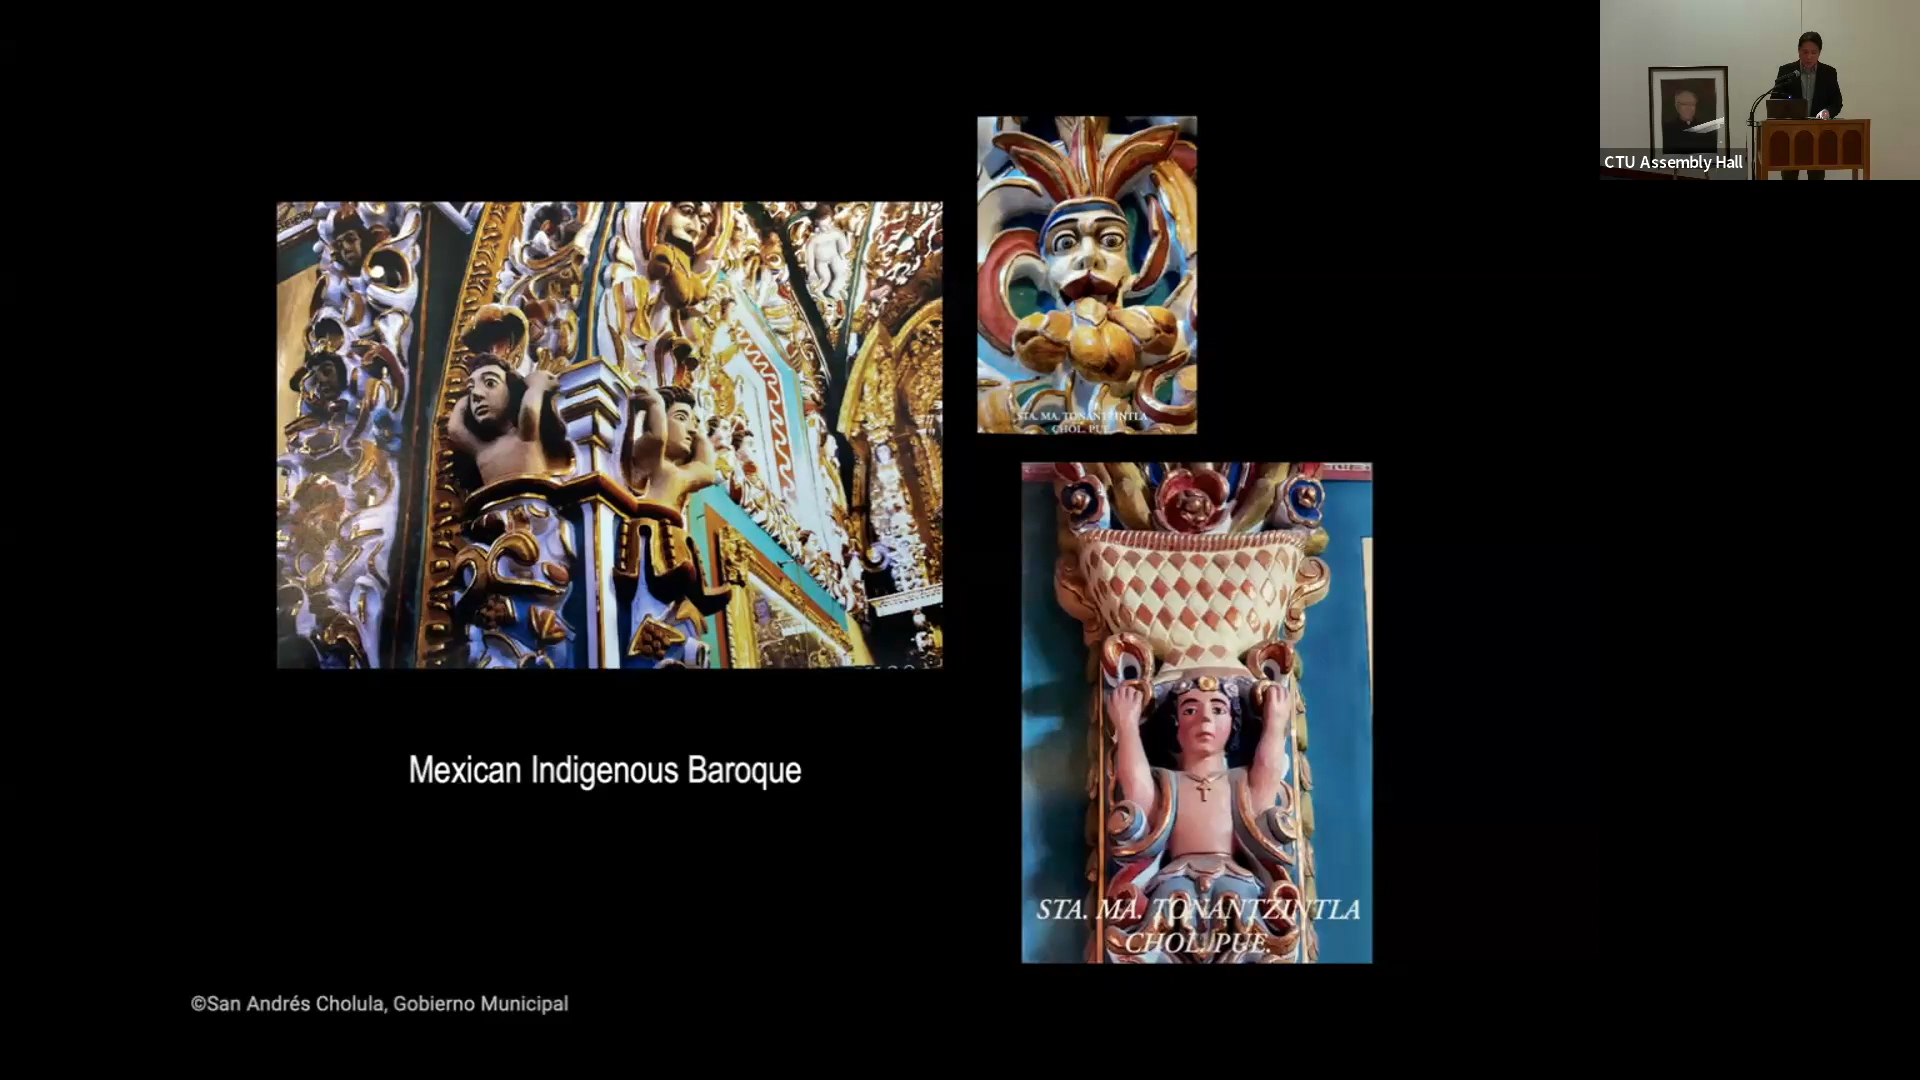 CTU Assembly Hall
STA. MA. TONANTZINTLA
CHOL. PUE.
Mexican Indigenous Baroque
STA. MA. TONANTZINTLA
CHOL. PUE.
©San Andrés Cholula, Gobierno Municipal